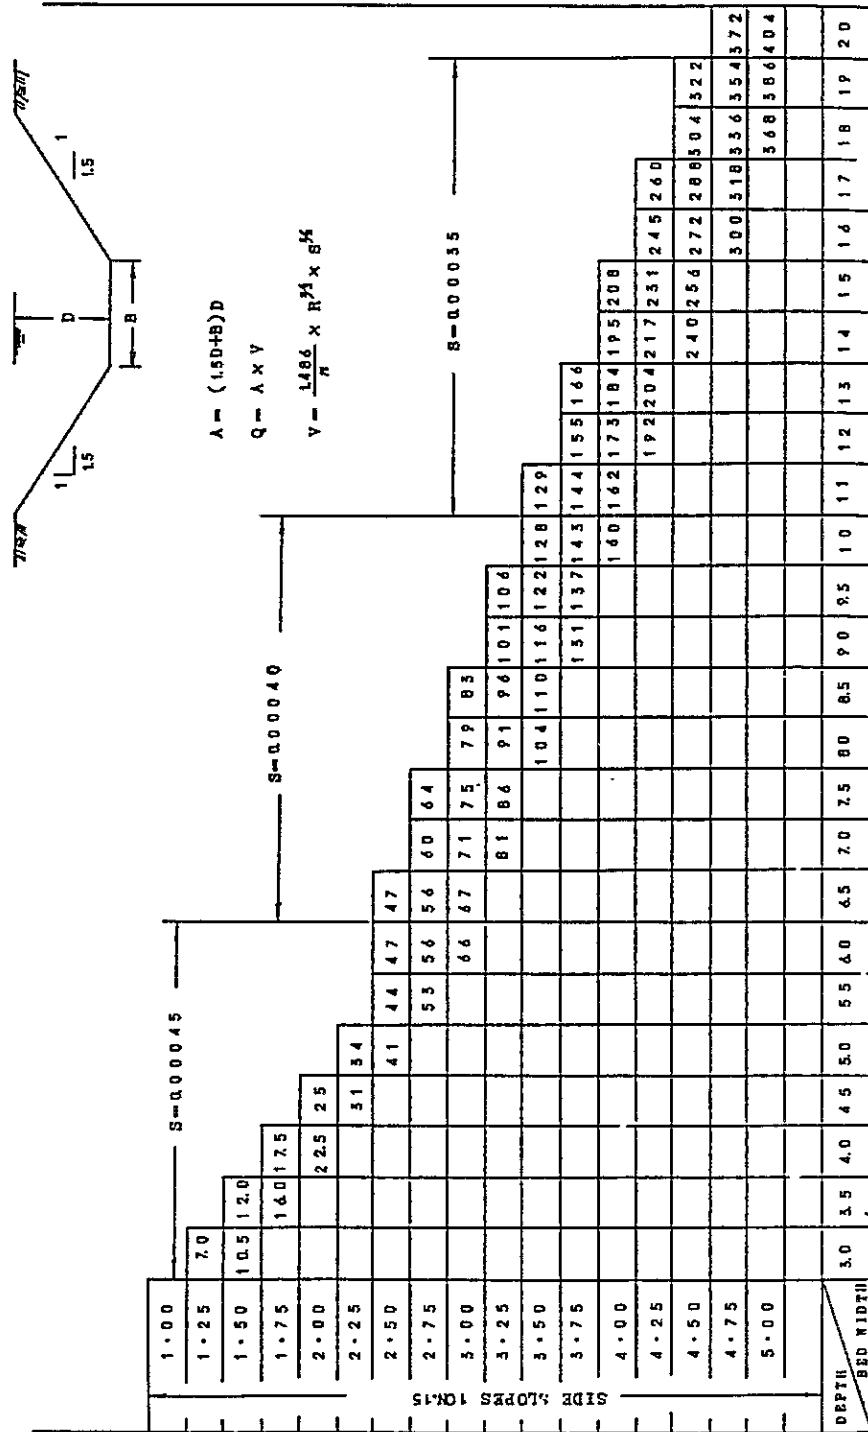 D
B
1
1.5
1
1.5
A = (1.5D+B)D
Q = A × V
V = 1.486/n × R⅔ × S½
S=0.00045
S=0.00040
S=0.00035
SIDE SLOPES 1ON1.5
1.00
1.25 7.0
1.50 10.5 12.0
1.75 16.0 17.5
2.00 22.5 25
2.25 31 34
2.50 41 44 47 47
2.75 53 56 56 60 64
3.00 66 67 71 75 79 83
3.25 81 86 91 96 101 106
3.50 104 110 116 122 128 129
3.75 131 137 143 144 155 166
4.00 160 162 173 184 195 208
4.25 192 204 217 231 245 260
4.50 240 256 272 288 304 322
4.75 300 318 336 354 372
5.00 368 386 404
DEPTH 3.0 3.5 4.0 4.5 5.0 5.5 6.0 6.5 7.0 7.5 8.0 8.5 9.0 9.5 10 11 12 13 14 15 16 17 18 19 20
BED WIDTH